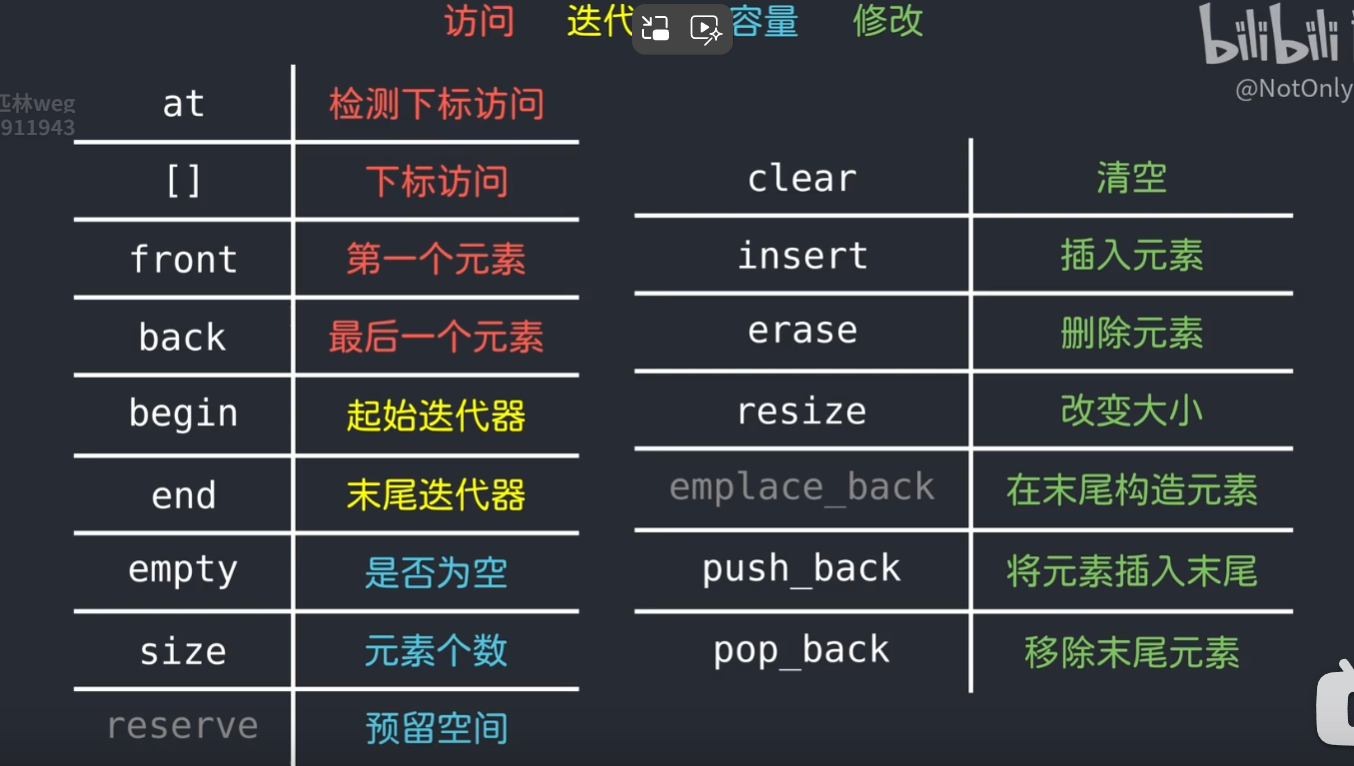 访问 迭代 容量 修改
bilibili
@NotOnly
匹林weg
911943
at 检测下标访问
[] 下标访问
front 第一个元素
back 最后一个元素
begin 起始迭代器
end 末尾迭代器
empty 是否为空
size 元素个数
reserve 预留空间
clear 清空
insert 插入元素
erase 删除元素
resize 改变大小
emplace_back 在末尾构造元素
push_back 将元素插入末尾
pop_back 移除末尾元素